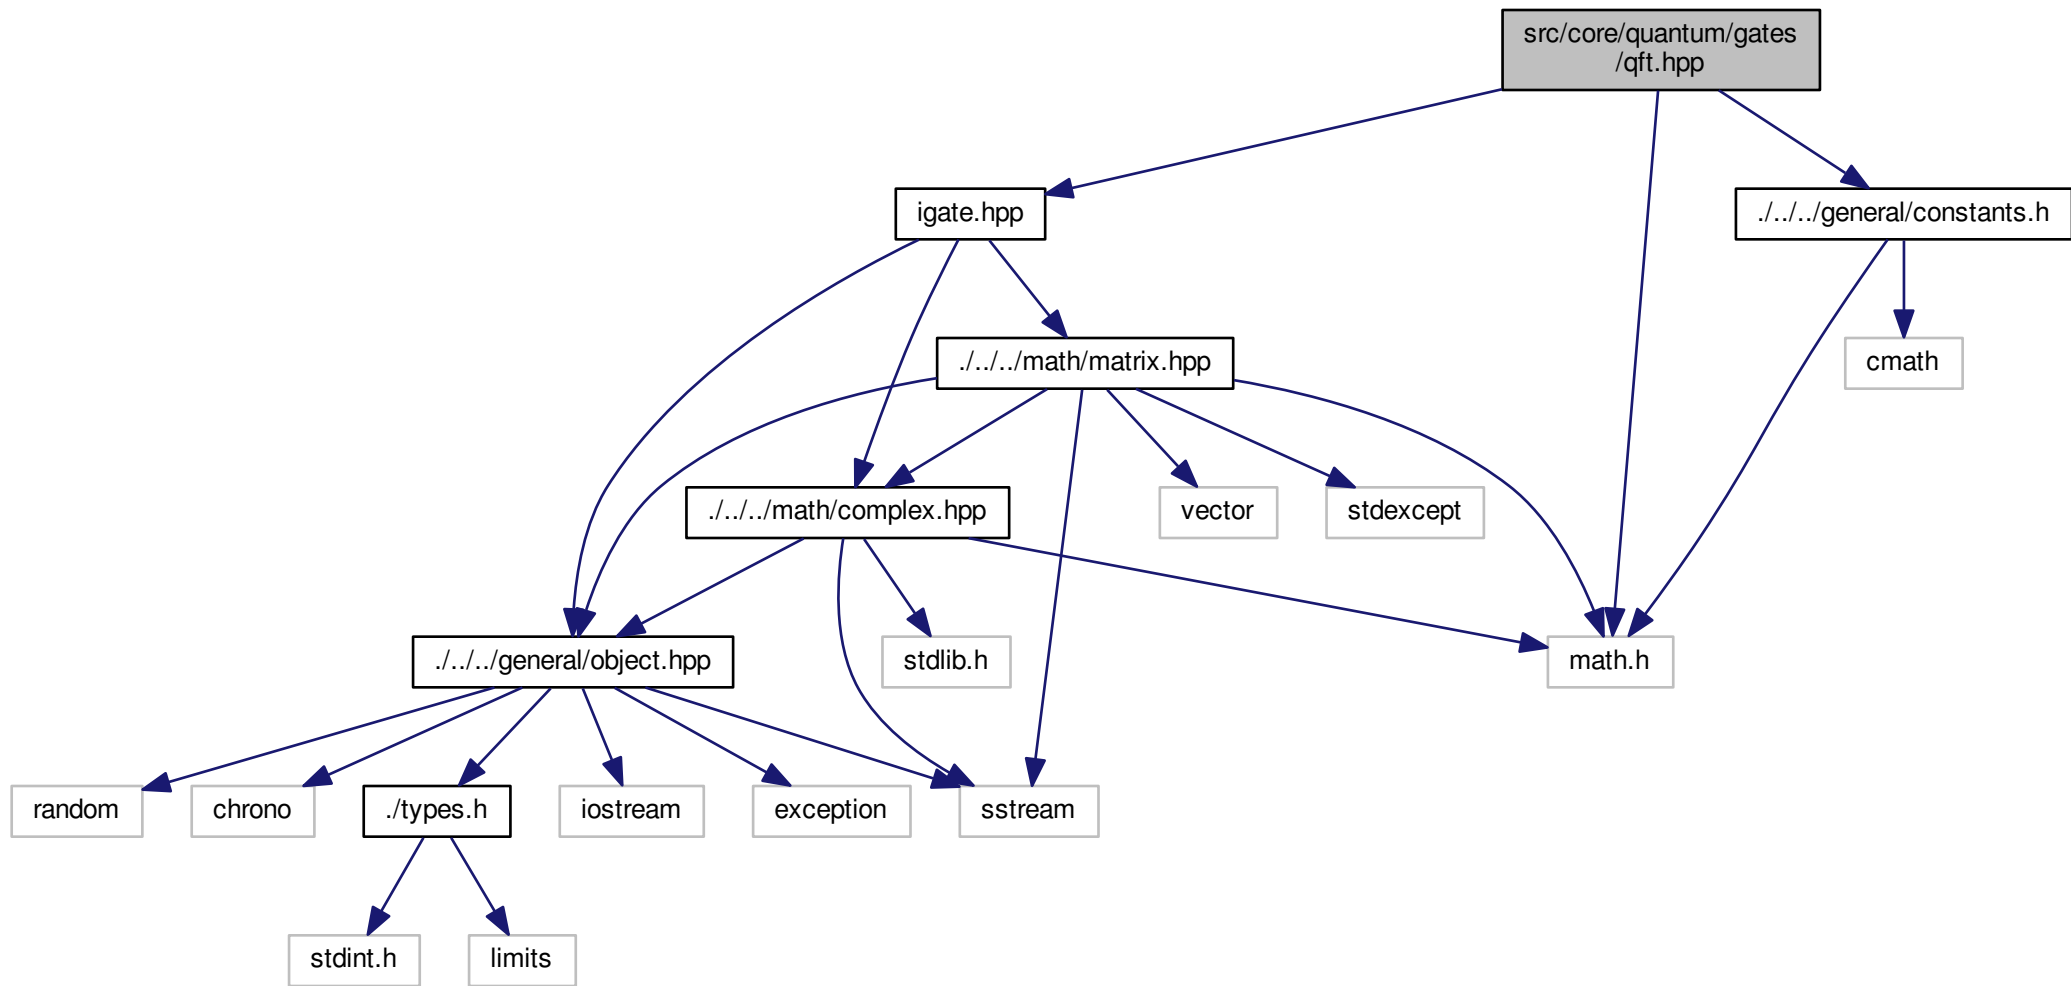 src/core/quantum/gates
/qft.hpp
igate.hpp
./../../general/constants.h
./../../math/matrix.hpp
cmath
./../../math/complex.hpp
vector
stdexcept
./../../general/object.hpp
stdlib.h
math.h
random
chrono
./types.h
iostream
exception
sstream
stdint.h
limits